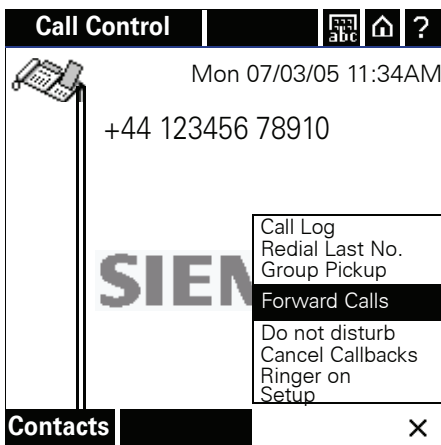 Call Control
abc
?
Mon 07/03/05 11:34AM
+44 123456 78910
SIEN
Call Log
Redial Last No.
Group Pickup
Forward Calls
Do not disturb
Cancel Callbacks
Ringer on
Setup
Contacts